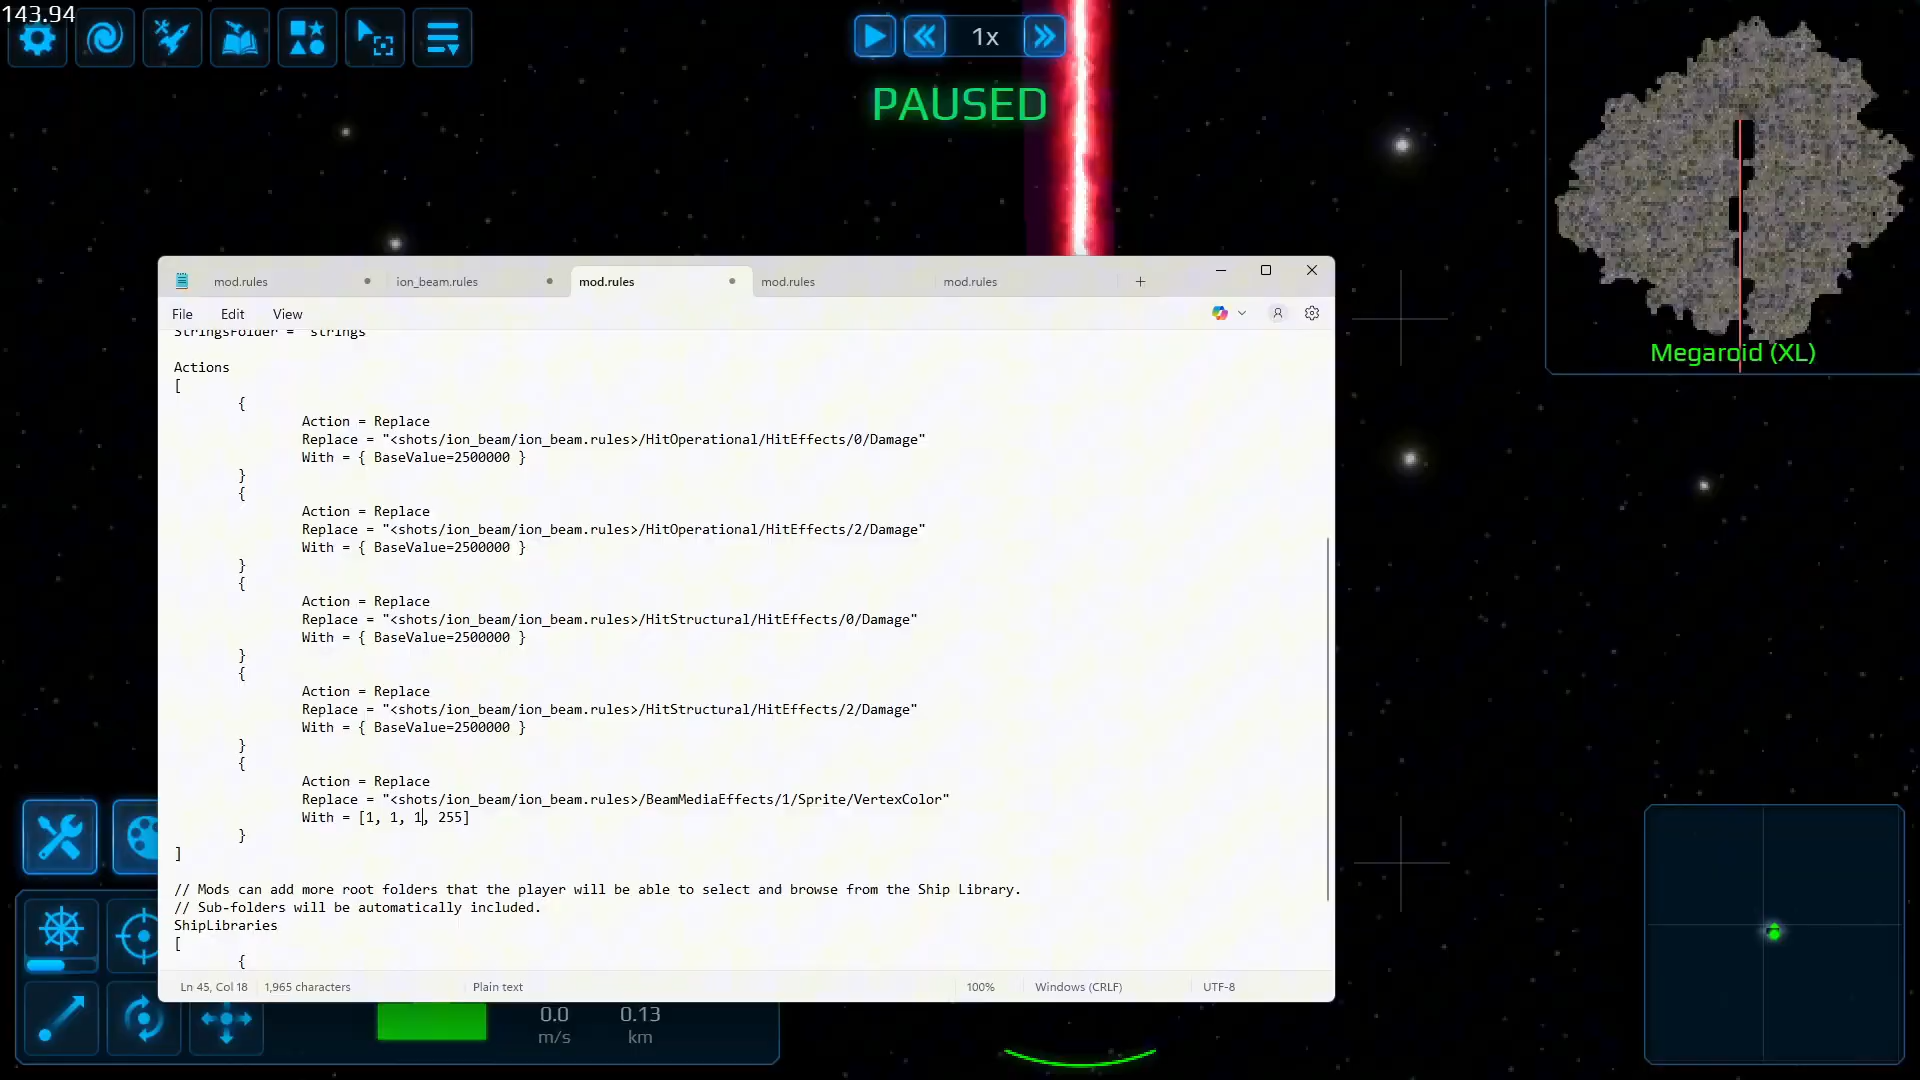 143.94
1x
PAUSED
Megaroid (XL)
mod.rules
ion_beam.rules
mod.rules
mod.rules
mod.rules
File
Edit
View
StringsFolder = "strings"
Actions
[
{
Action = Replace
Replace = "<shots/ion_beam/ion_beam.rules>/HitOperational/HitEffects/0/Damage"
With = { BaseValue=2500000 }
}
{
Action = Replace
Replace = "<shots/ion_beam/ion_beam.rules>/HitOperational/HitEffects/2/Damage"
With = { BaseValue=2500000 }
}
{
Action = Replace
Replace = "<shots/ion_beam/ion_beam.rules>/HitStructural/HitEffects/0/Damage"
With = { BaseValue=2500000 }
}
{
Action = Replace
Replace = "<shots/ion_beam/ion_beam.rules>/HitStructural/HitEffects/2/Damage"
With = { BaseValue=2500000 }
}
{
Action = Replace
Replace = "<shots/ion_beam/ion_beam.rules>/BeamMediaEffects/1/Sprite/VertexColor"
With = [1, 1, 1, 255]
}
]
// Mods can add more root folders that the player will be able to select and browse from the Ship Library.
// Sub-folders will be automatically included.
ShipLibraries
[
{
Ln 45, Col 18
1,965 characters
Plain text
100%
Windows (CRLF)
UTF-8
0.0
0.13
m/s
km